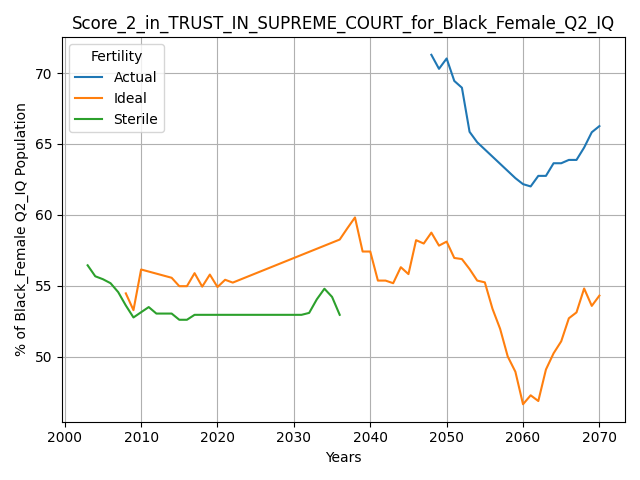 Score_2_in_TRUST_IN_SUPREME_COURT_for_Black_Female_Q2_IQ
Fertility
Actual
Ideal
Sterile
% of Black_Female Q2_IQ Population
70
65
60
55
50
2000
2010
2020
2030
2040
2050
2060
2070
Years